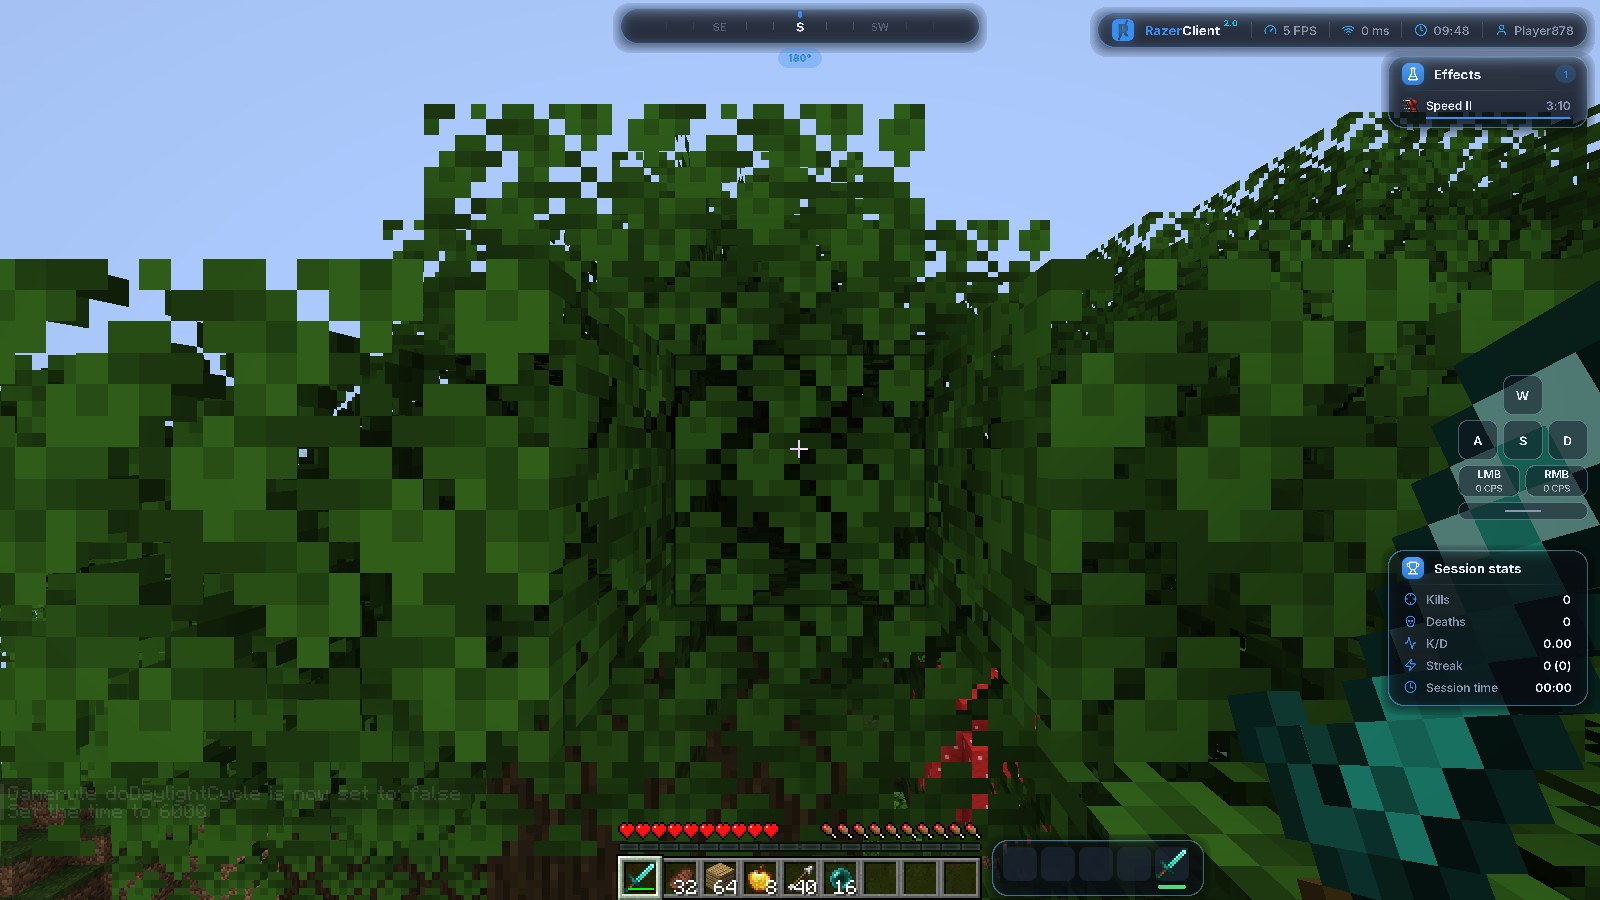 SE S SW
180°
RazerClient 2.0 5 FPS 0 ms 09:48 Player878
Effects 1
Speed II 3:10
W
A S D
LMB RMB
0 CPS 0 CPS
Session stats
Kills 0
Deaths 0
K/D 0.00
Streak 0 (0)
Session time 00:00
Gamerule doDaylightCycle is now set to: false
Set the time to 6000
32 64 8 40 16